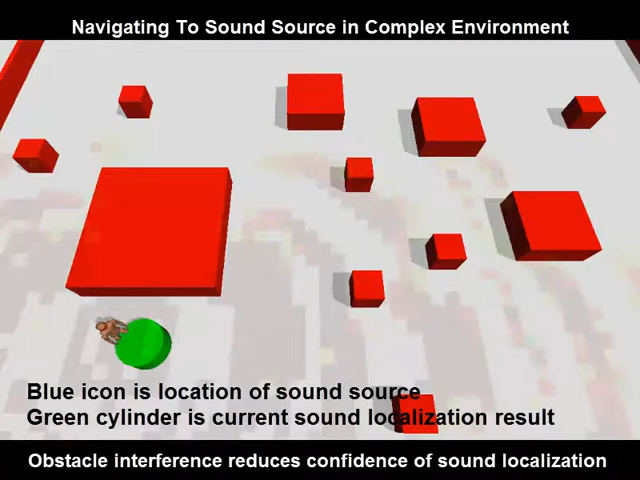 Navigating To Sound Source in Complex Environment
Blue icon is location of sound source
Green cylinder is current sound localization result
Obstacle interference reduces confidence of sound localization